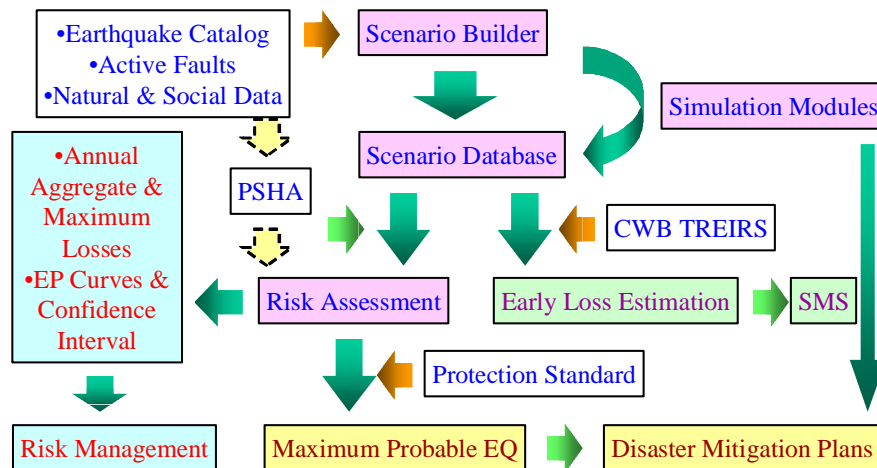 •Earthquake Catalog
•Active Faults
•Natural & Social Data
Scenario Builder
Simulation Modules
•Annual
Aggregate &
Maximum
Losses
•EP Curves &
Confidence
Interval
Scenario Database
PSHA
CWB TREIRS
Risk Assessment
Early Loss Estimation
SMS
Protection Standard
Risk Management
Maximum Probable EQ
Disaster Mitigation Plans